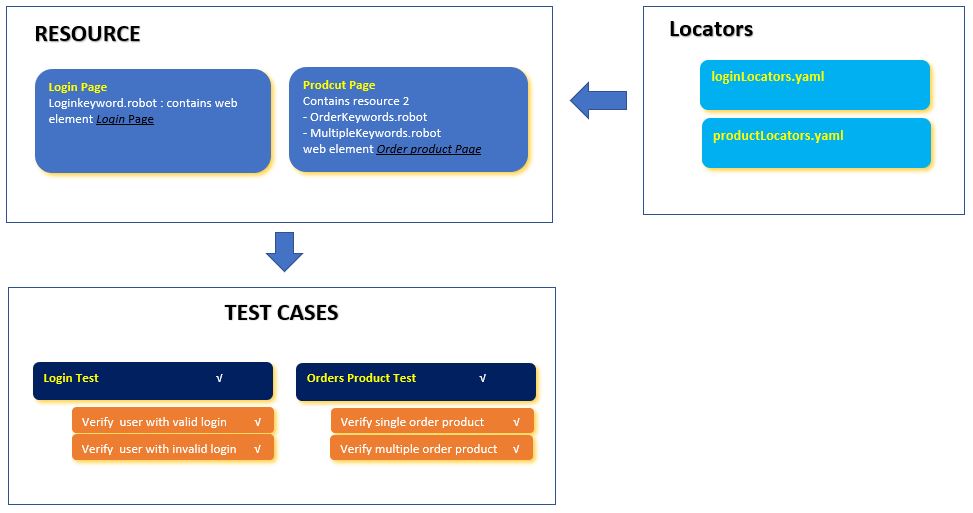 RESOURCE
Login Page
Loginkeyword.robot : contains web
element Login Page
Prodcut Page
Contains resource 2
- OrderKeywords.robot
- MultipleKeywords.robot
web element Order product Page
Locators
loginLocators.yaml
productLocators.yaml
TEST CASES
Login Test √
Verify user with valid login √
Verify user with invalid login √
Orders Product Test √
Verify single order product √
Verify multiple order product √